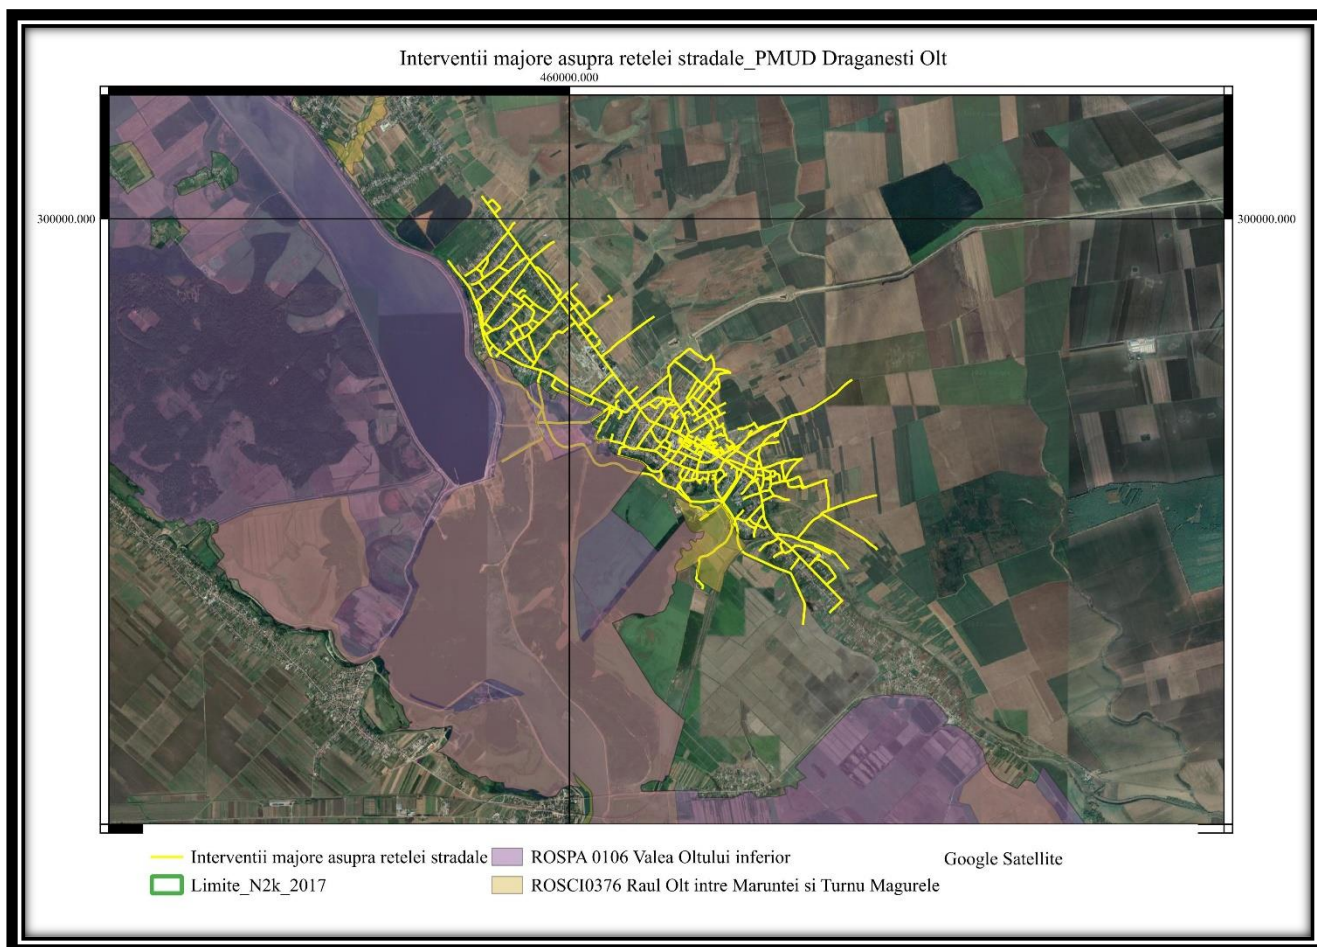 Interventii majore asupra retelei stradale_PMUD Draganesti Olt
460000.000
300000.000
300000.000
Interventii majore asupra retelei stradale
ROSPA 0106 Valea Oltului inferior
Google Satellite
Limite_N2k_2017
ROSCI0376 Raul Olt intre Maruntei si Turnu Magurele